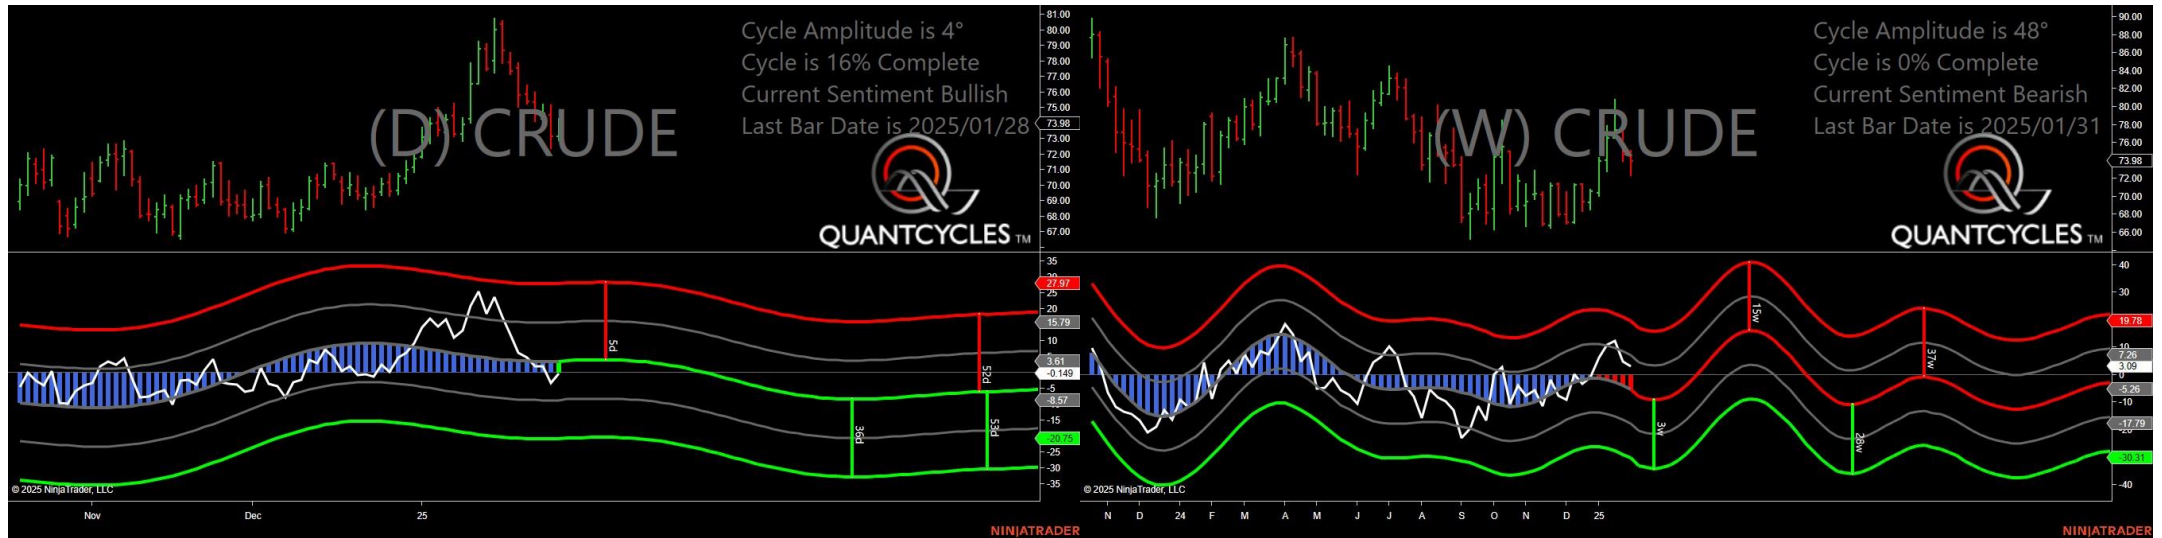 Cycle Amplitude is 4°
Cycle is 16% Complete
Current Sentiment Bullish
Last Bar Date is 2025/01/28
(D) CRUDE
QUANTCYCLES TM
81.00
80.00
79.00
78.00
77.00
76.00
75.00
73.98
73.00
72.00
71.00
70.00
69.00
68.00
67.00
35
27.97
25
20
15.79
10
5
3.61
-0.149
-5
-8.57
-15
-20.75
-25
-30
-35
5d
36d
52d
53d
© 2025 NinjaTrader, LLC
Nov
Dec
25
NINJATRADER
Cycle Amplitude is 48°
Cycle is 0% Complete
Current Sentiment Bearish
Last Bar Date is 2025/01/31
(W) CRUDE
QUANTCYCLES TM
90.00
88.00
86.00
84.00
82.00
80.00
78.00
76.00
73.98
72.00
70.00
68.00
66.00
40
30
19.78
10
7.26
3.09
0
-5.26
-10
-17.79
-30.31
-40
15w
3w
28w
37w
© 2025 NinjaTrader, LLC
N D 24 F M A M J J A S O N D 25
NINJATRADER